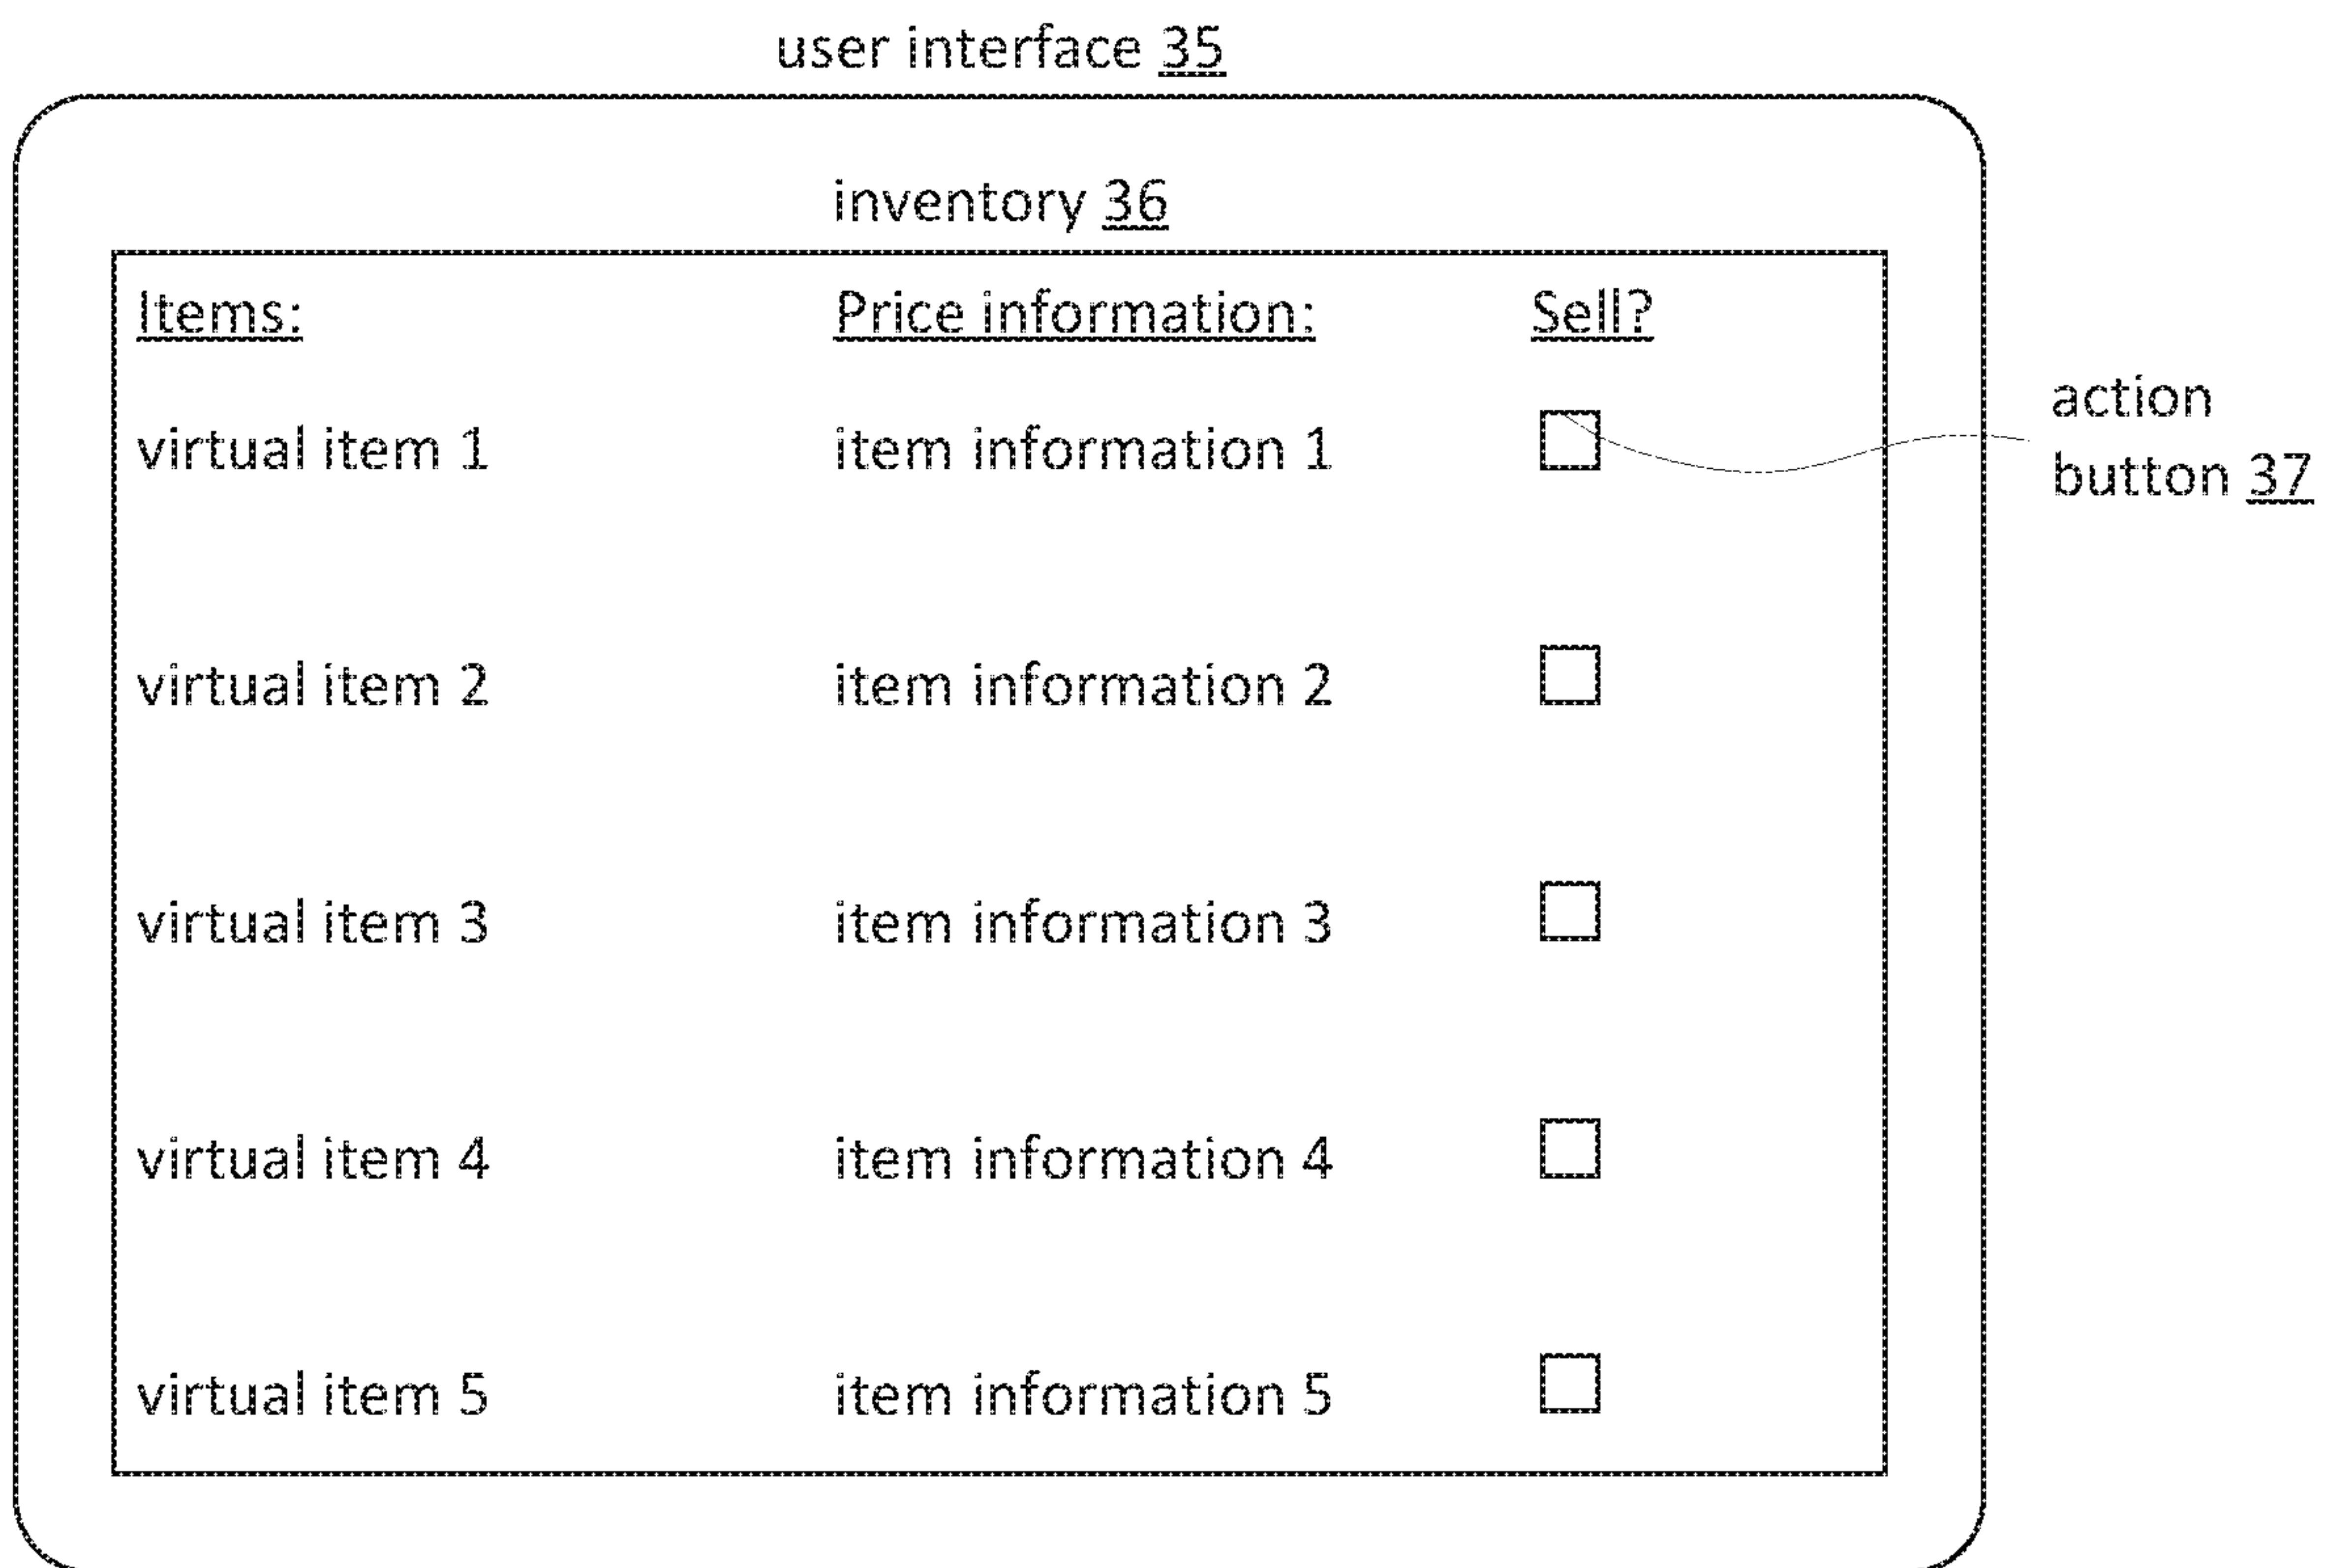 user interface 35
inventory 36
Items: Price information: Sell?
action
virtual item 1 item information 1
button 37
virtual item 2 item information 2
virtual item 3 item information 3
virtual item 4 item information 4
virtual item 5 item information 5